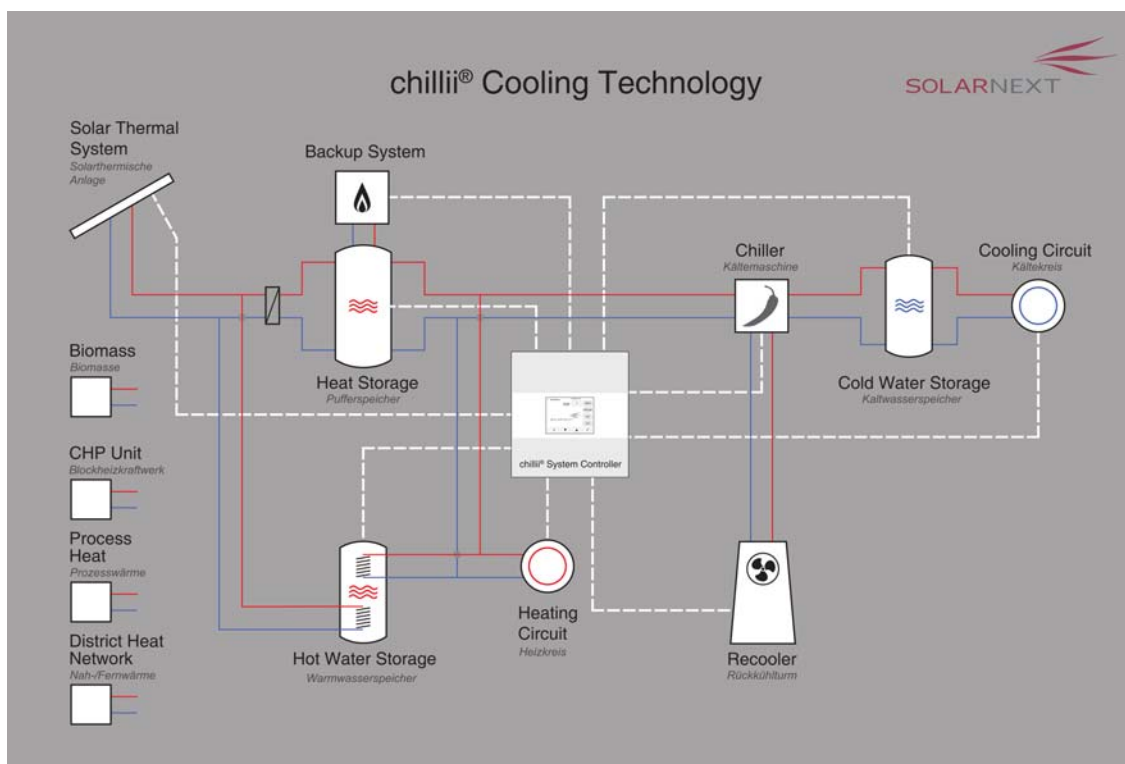 chillii® Cooling Technology
SOLARNEXT
Solar Thermal
System
Solarthermische
Anlage
Backup System
Chiller
Kältemaschine
Cooling Circuit
Kältekreis
Biomass
Biomasse
Heat Storage
Pufferspeicher
Cold Water Storage
Kaltwasserspeicher
CHP Unit
Blockheizkraftwerk
chillii® System Controller
Process
Heat
Prozesswärme
District Heat
Network
Nah-/Fernwärme
Hot Water Storage
Warmwasserspeicher
Heating
Circuit
Heizkreis
Recooler
Rückkühlturm